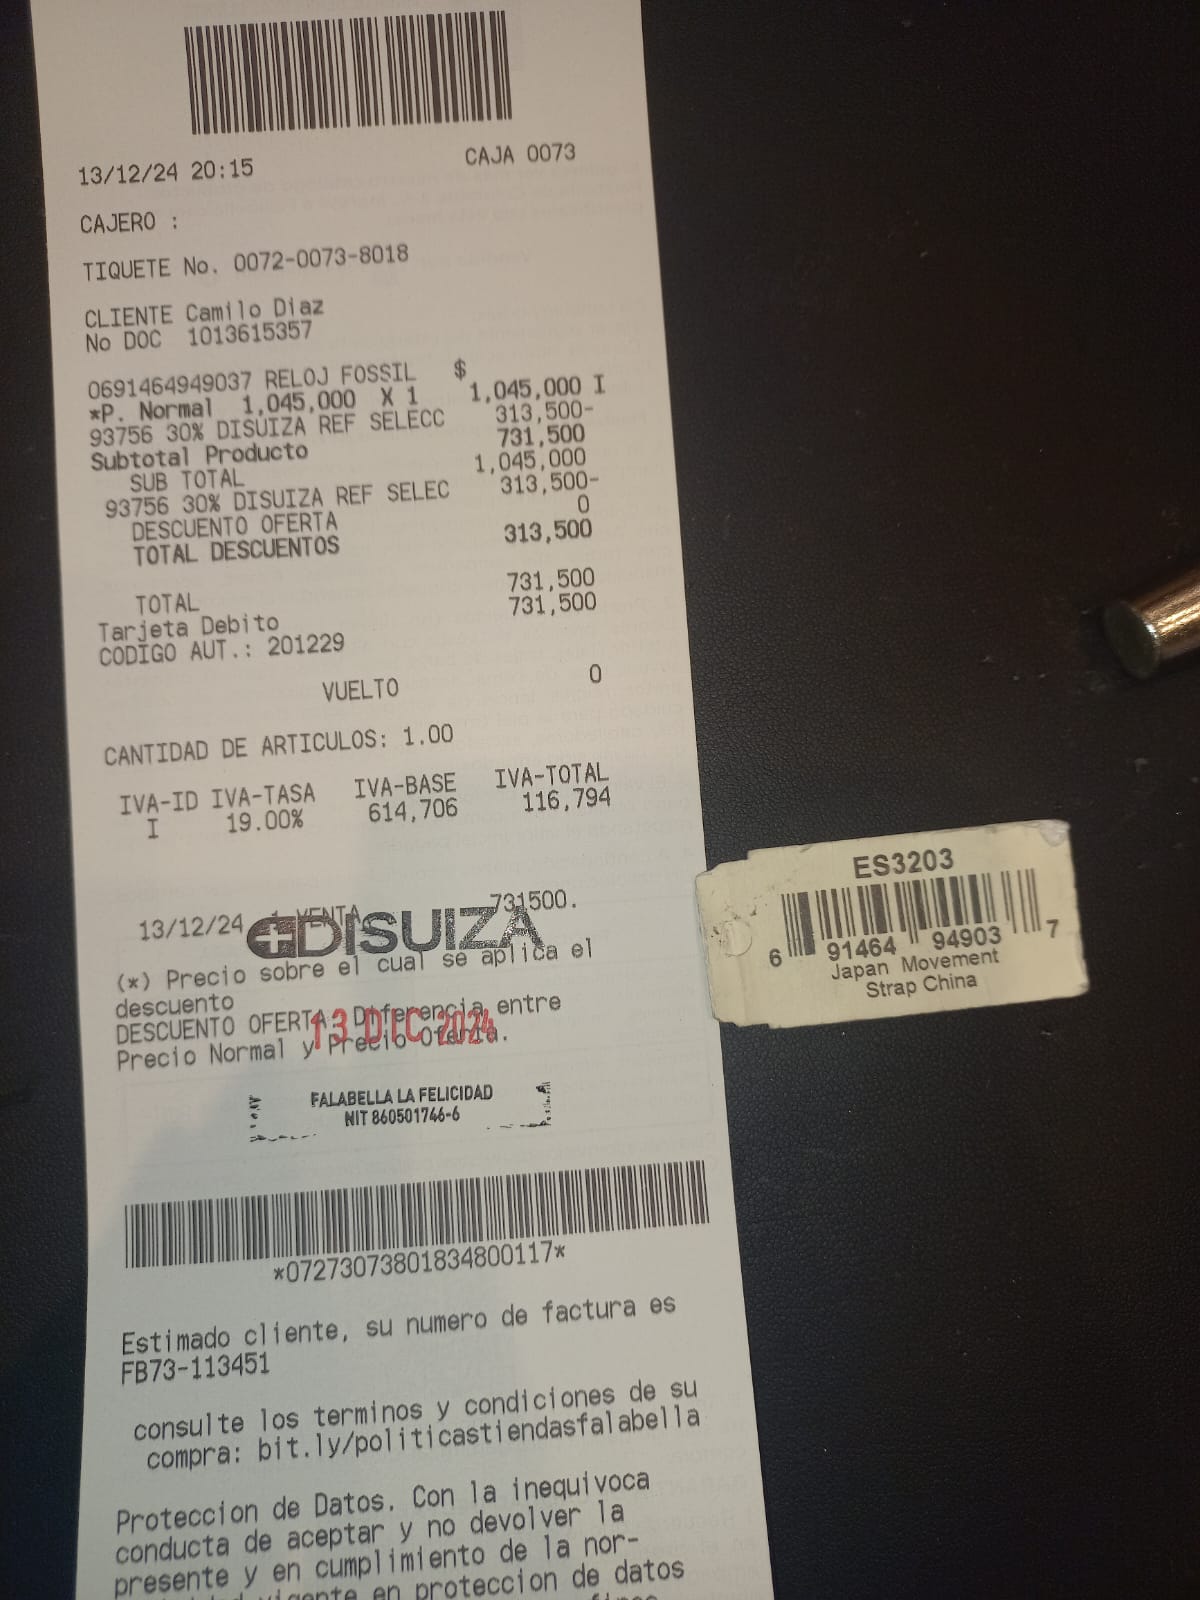 13/12/24 20:15 CAJA 0073
CAJERO :
TIQUETE No. 0072-0073-8018
CLIENTE Camilo Diaz
No DOC 1013615357
0691464949037 RELOJ FOSSIL $
*P. Normal 1,045,000 X 1 1,045,000 I
93756 30% DISUIZA REF SELECC 313,500-
Subtotal Producto 731,500
SUB TOTAL 1,045,000
93756 30% DISUIZA REF SELEC 313,500-
DESCUENTO OFERTA 0
TOTAL DESCUENTOS 313,500
TOTAL 731,500
Tarjeta Debito 731,500
CODIGO AUT.: 201229
VUELTO 0
CANTIDAD DE ARTICULOS: 1.00
IVA-ID IVA-TASA IVA-BASE IVA-TOTAL
I 19.00% 614,706 116,794
13/12/24 VENTA 731500.
DISUIZA
(*) Precio sobre el cual se aplica el
descuento
DESCUENTO OFERTA: Diferencia entre
13 DIC 2024
Precio Normal y Precio Oferta.
FALABELLA LA FELICIDAD
NIT 860501746-6
*07273073801834800117*
Estimado cliente, su numero de factura es
FB73-113451
consulte los terminos y condiciones de su
compra: bit.ly/politicastiendasfalabella
Proteccion de Datos. Con la inequivoca
conducta de aceptar y no devolver la
presente y en cumplimiento de la nor-
vigente en proteccion de datos
ES3203
6 91464 94903 7
Japan Movement
Strap China